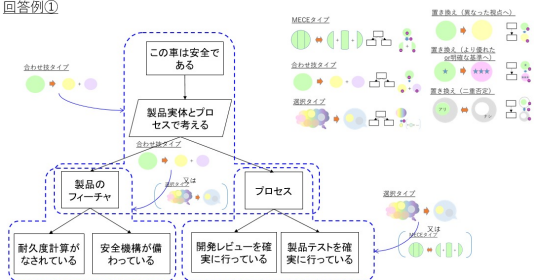 回答例①
MECEタイプ
合わせ技タイプ
選択タイプ
置き換え（異なった視点へ）
置き換え（より優れた
or明確な基準へ）
置き換え（二重否定）
合わせ技タイプ
この車は安全で
ある
製品実体とプロ
セスで考える
合わせ技タイプ
製品の
フィーチャ
又は
選択タイプ
プロセス
選択タイプ
又は
MECEタイプ
耐久度計算が
なされている
安全機構が備
わっている
開発レビューを確
実に行っている
製品テストを確
実に行っている